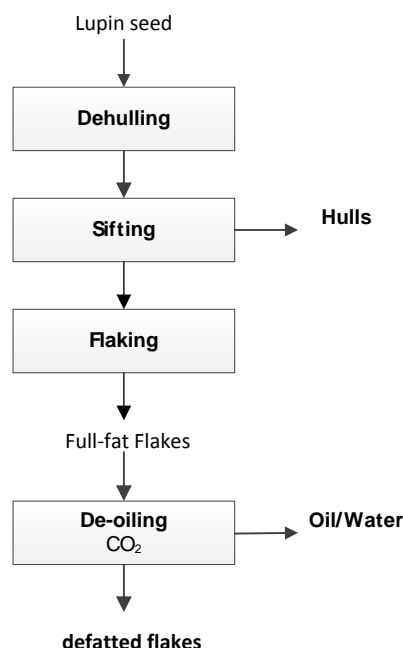 Lupin seed
Dehulling
Sifting
Hulls
Flaking
Full-fat Flakes
De-oiling
CO₂
Oil/Water
defatted flakes